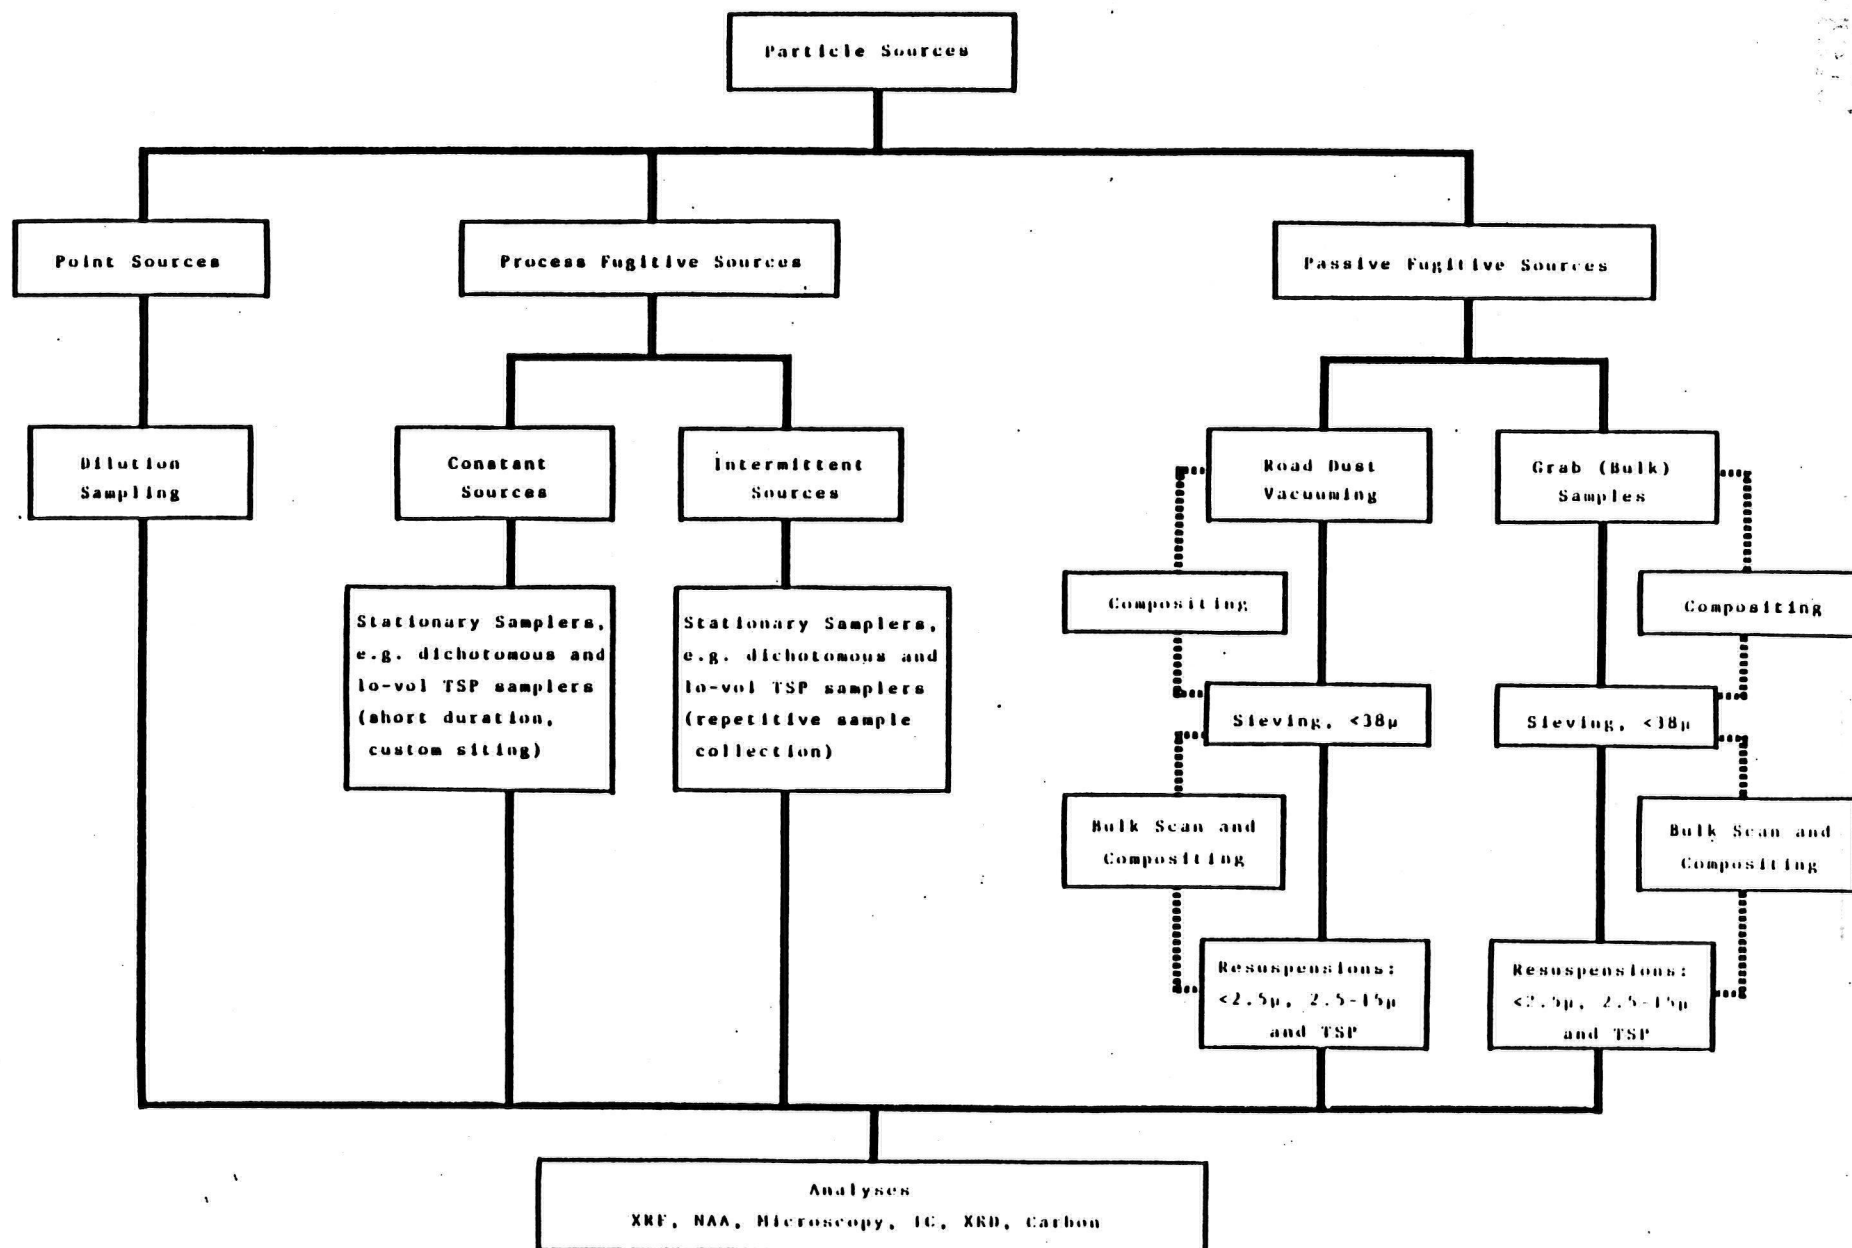 Particle Sources
Point Sources
Process Fugitive Sources
Passive Fugitive Sources
Dilution
Sampling
Constant
Sources
Intermittent
Sources
Road Dust
Vacuuming
Grab (Bulk)
Samples
Stationary Samplers,
e.g. dichotomous and
lo-vol TSP samplers
(short duration,
custom siting)
Stationary Samplers,
e.g. dichotomous and
lo-vol TSP samplers
(repetitive sample
collection)
Compositing
Compositing
Sieving, <38µ
Sieving, <38µ
Bulk Scan and
Compositing
Bulk Scan and
Compositing
Resuspensions:
<2.5µ, 2.5-15µ
and TSP
Resuspensions:
<2.5µ, 2.5-15µ
and TSP
Analyses
XRF, NAA, Microscopy, IC, XRD, Carbon